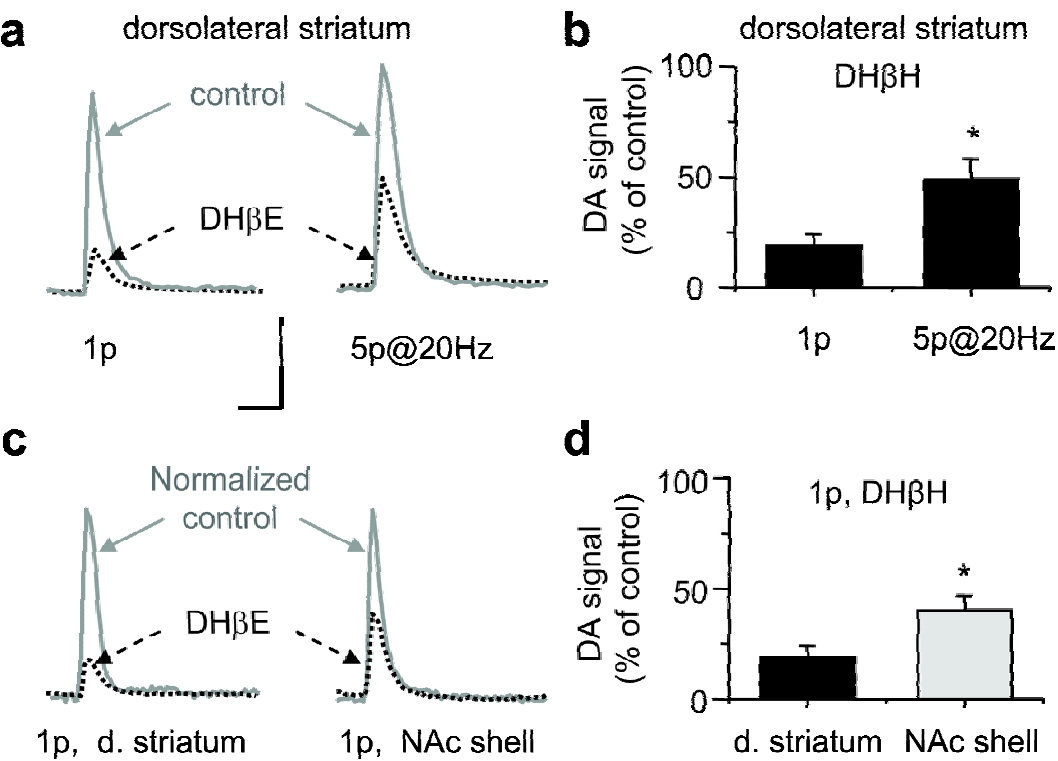 a
dorsolateral striatum
control
DHβE
1p
5p@20Hz
b
dorsolateral striatum
DHβH
DA signal
(% of control)
100
50
0
*
1p
5p@20Hz
c
Normalized
control
DHβE
1p, d. striatum
1p, NAc shell
d
1p, DHβH
DA signal
(% of control)
100
50
0
*
d. striatum
NAc shell